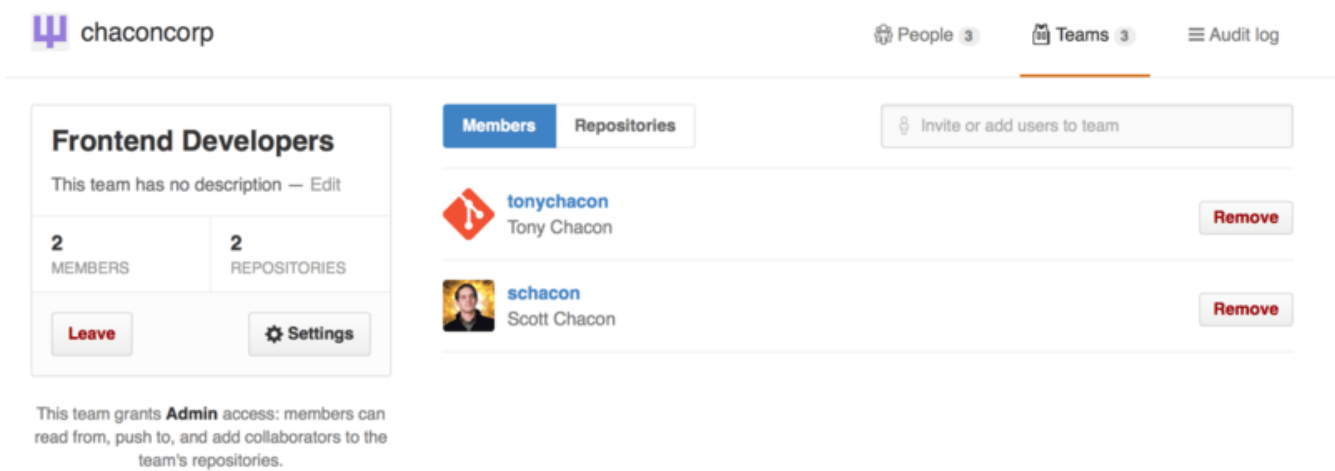 chaconcorp
People 3
Teams 3
Audit log
Frontend Developers
This team has no description — Edit
2
MEMBERS
2
REPOSITORIES
Leave
Settings
This team grants Admin access: members can
read from, push to, and add collaborators to the
team's repositories.
Members
Repositories
Invite or add users to team
tonychacon
Tony Chacon
Remove
schacon
Scott Chacon
Remove